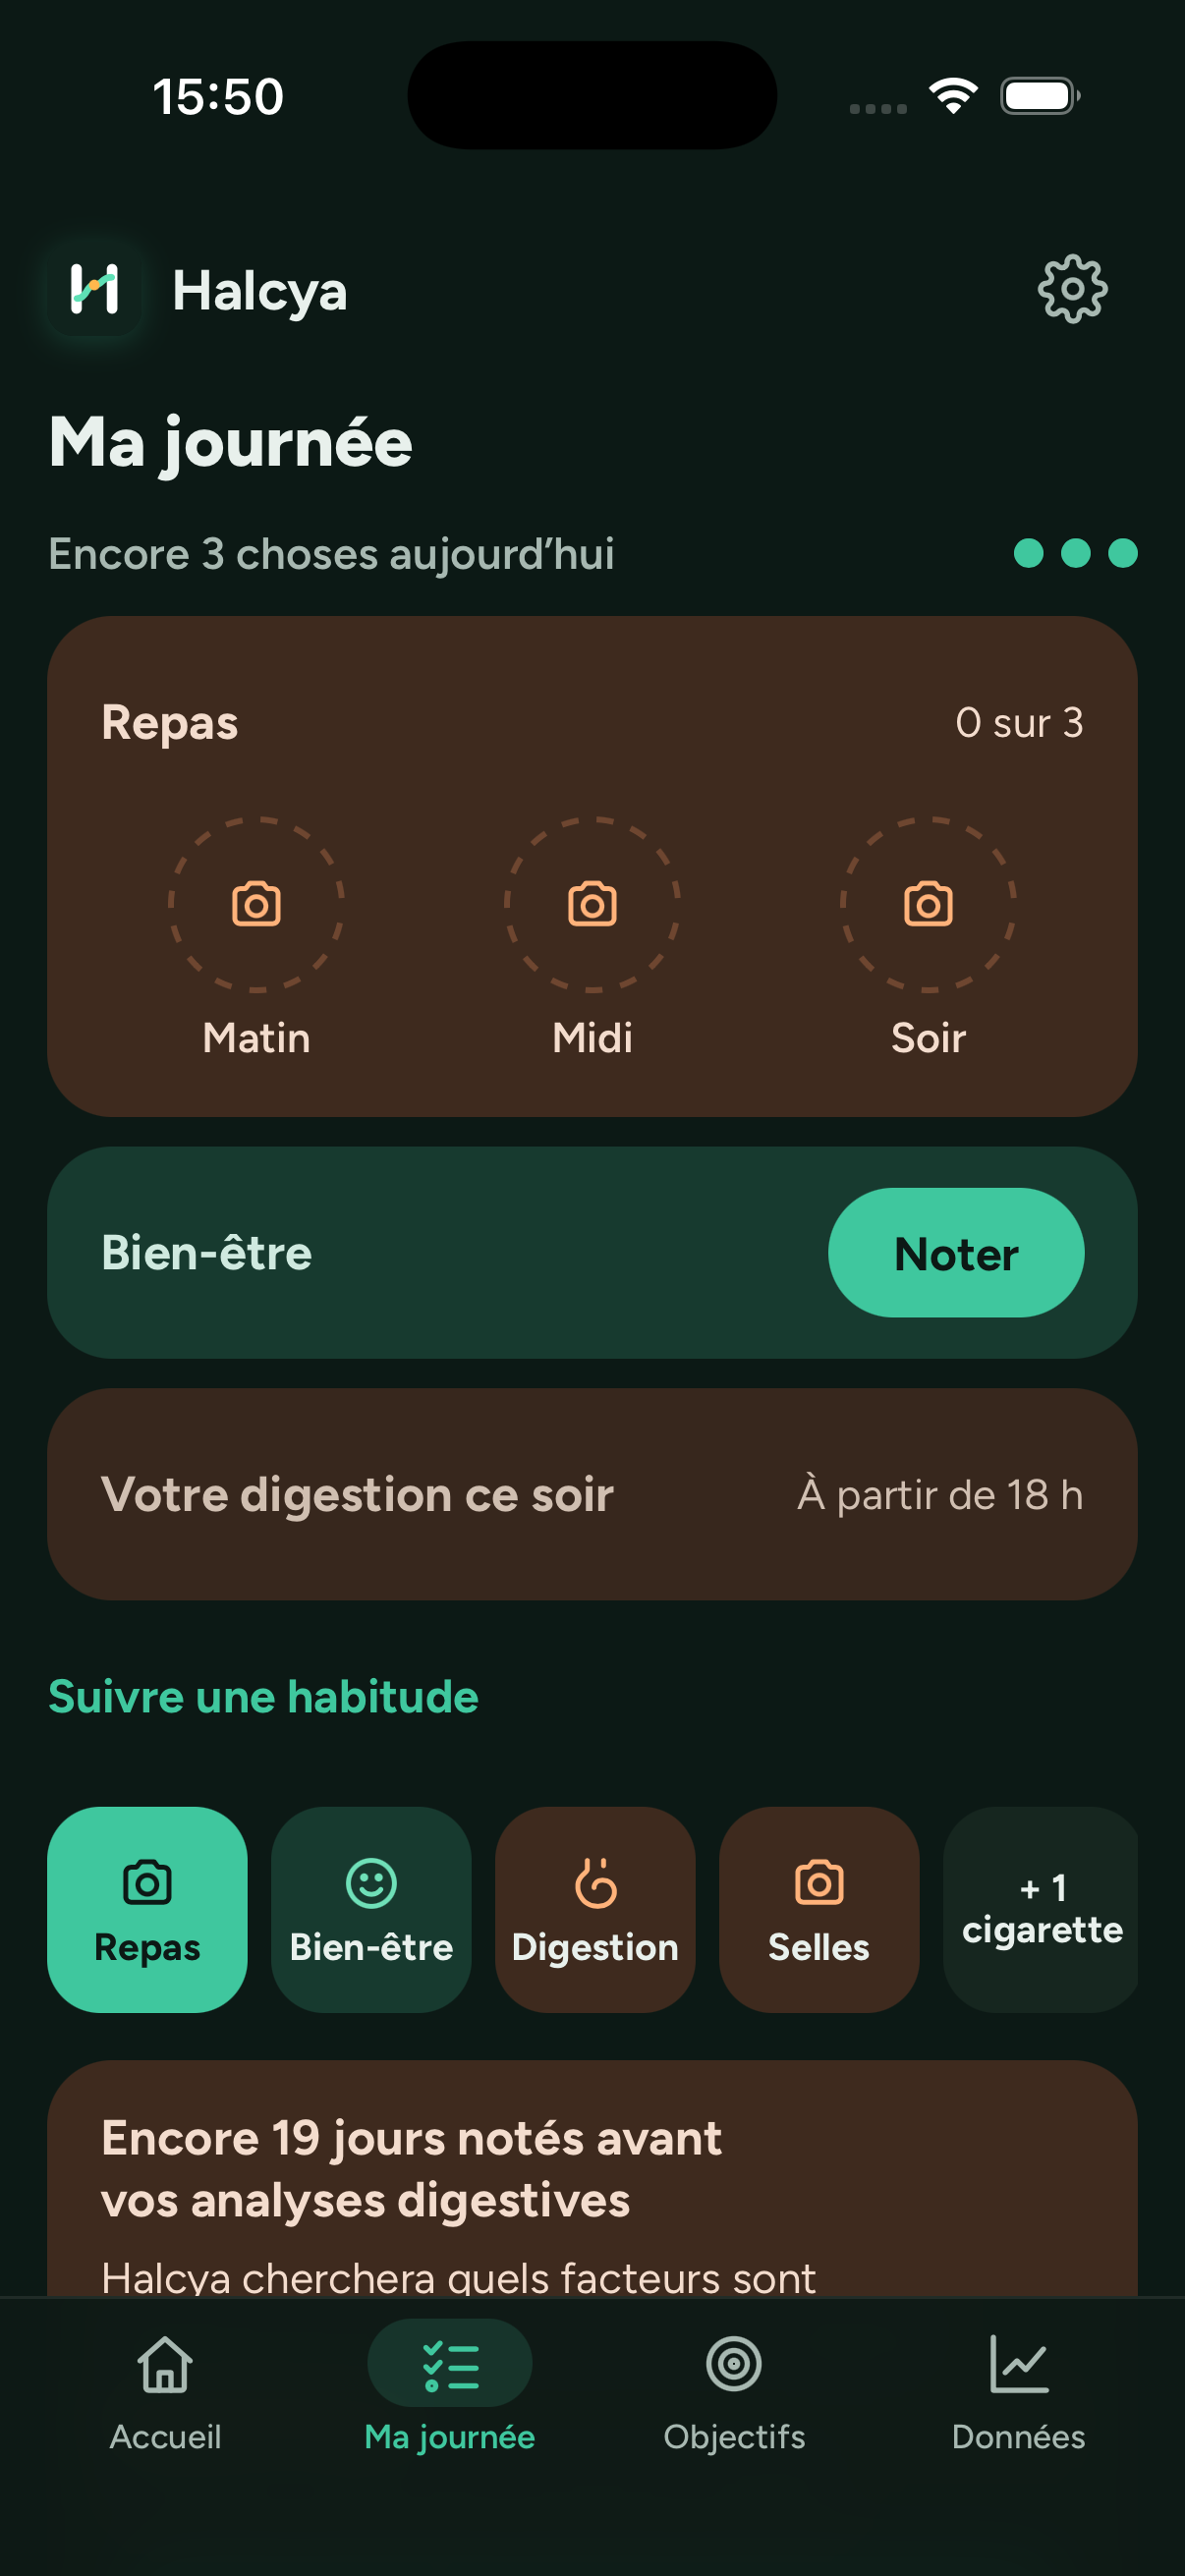 15:50
Halcya
Ma journée
Encore 3 choses aujourd’hui
Repas
0 sur 3
Matin
Midi
Soir
Bien-être
Noter
Votre digestion ce soir
À partir de 18 h
Suivre une habitude
Repas
Bien-être
Digestion
Selles
+ 1
cigarette
Encore 19 jours notés avant
vos analyses digestives
Halcya cherchera quels facteurs sont
Accueil
Ma journée
Objectifs
Données